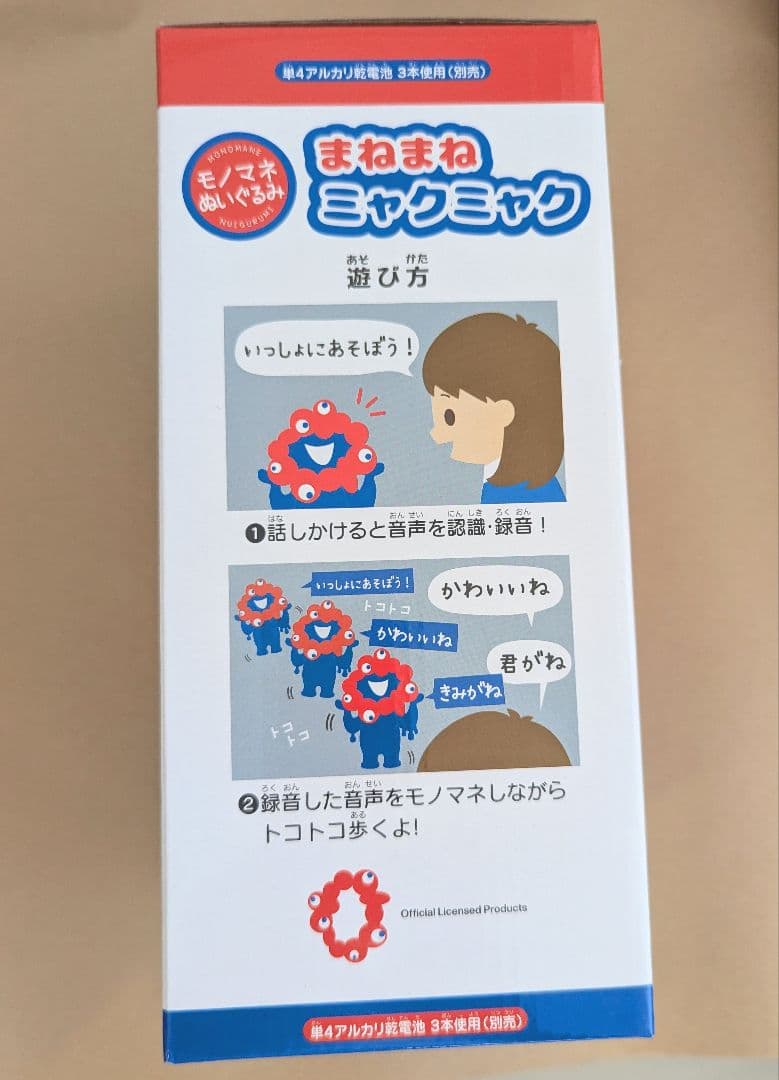 単4アルカリ乾電池 3本使用(別売)
MONOMANE
モノマネ
ぬいぐるみ
NUIGURUMI
まねまね
ミャクミャク
あそ かた
遊び方
いっしょにあそぼう!
はな おん せい にん しき ろく おん
❶話しかけると音声を認識・録音!
いっしょにあそぼう!
かわいいね
トコトコ
かわいいね
君がね
きみがね
トコ
トコ
ろく おん おん せい
❷録音した音声をモノマネしながら
ある
トコトコ歩くよ!
Official Licensed Products
単4アルカリ乾電池 3本使用(別売)